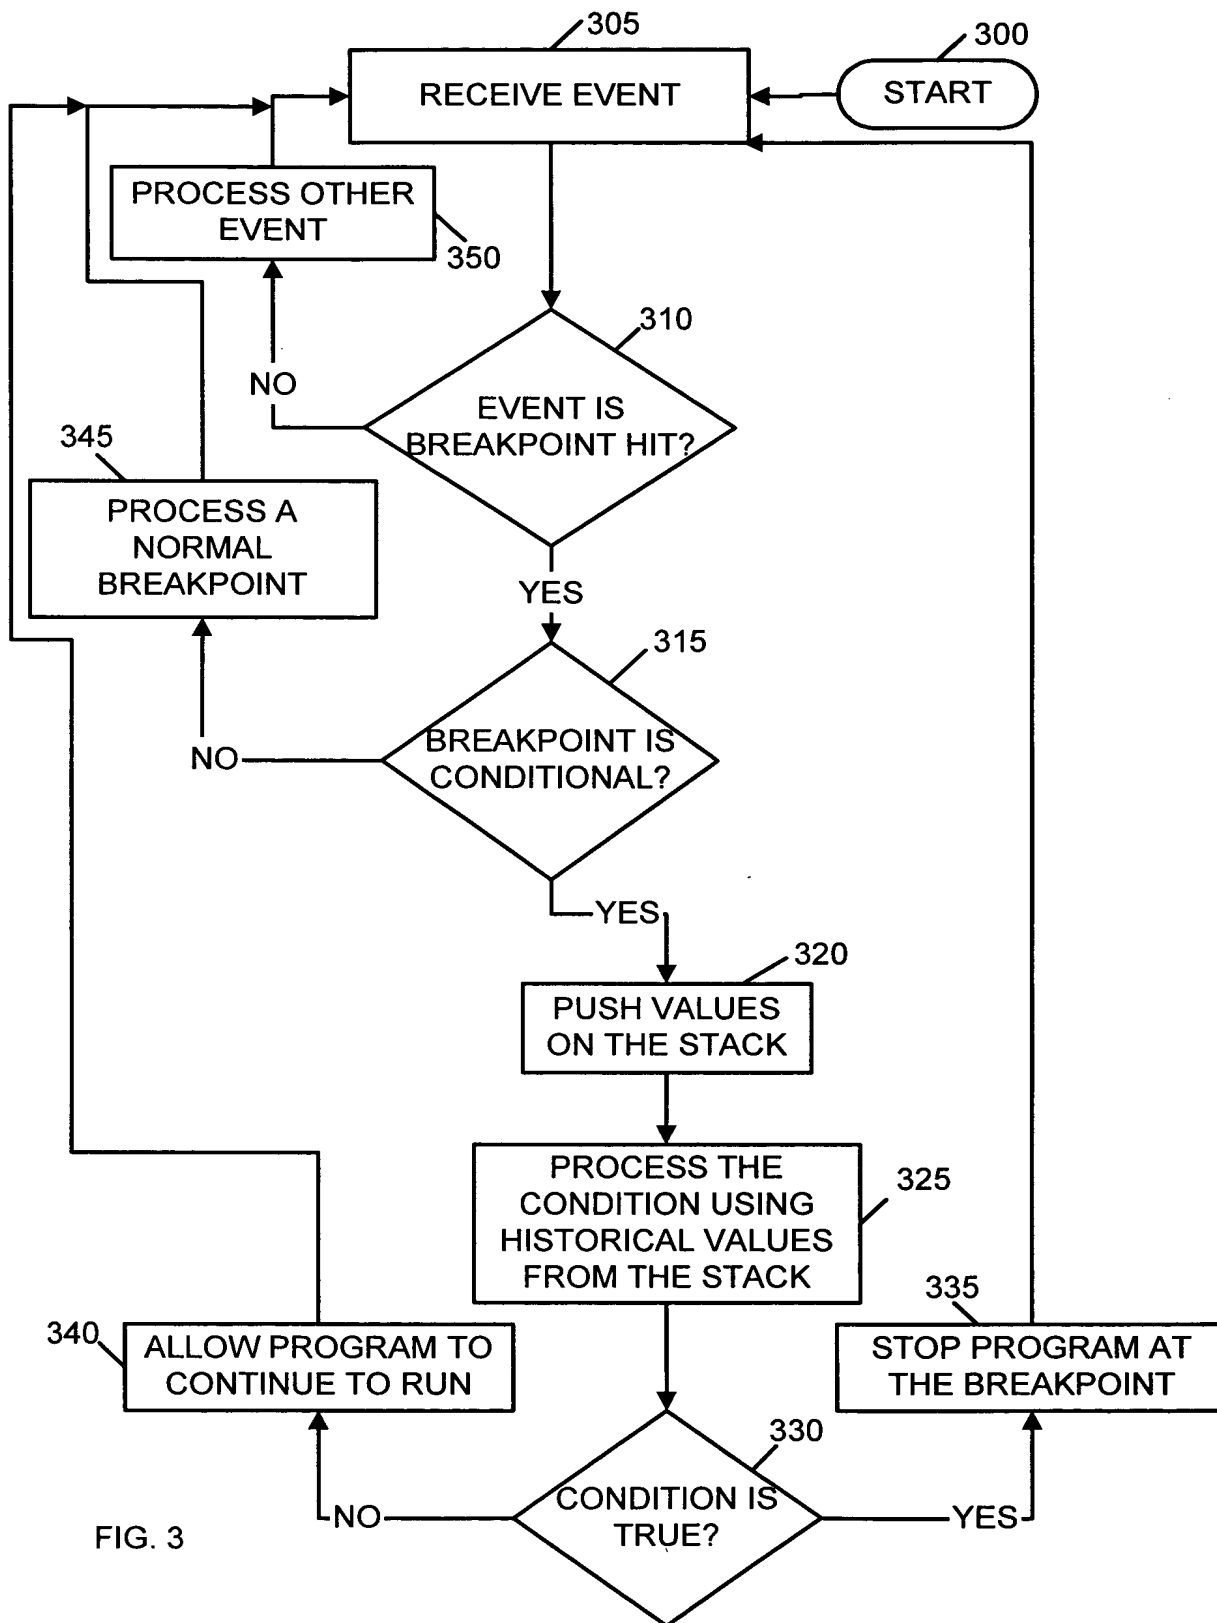 305
300
RECEIVE EVENT
START
PROCESS OTHER
EVENT
350
310
NO
EVENT IS
BREAKPOINT HIT?
345
PROCESS A
NORMAL
BREAKPOINT
YES
315
NO
BREAKPOINT IS
CONDITIONAL?
YES
320
PUSH VALUES
ON THE STACK
PROCESS THE
CONDITION USING
HISTORICAL VALUES
FROM THE STACK
325
335
340
ALLOW PROGRAM TO
CONTINUE TO RUN
STOP PROGRAM AT
THE BREAKPOINT
330
NO
CONDITION IS
TRUE?
YES
FIG. 3